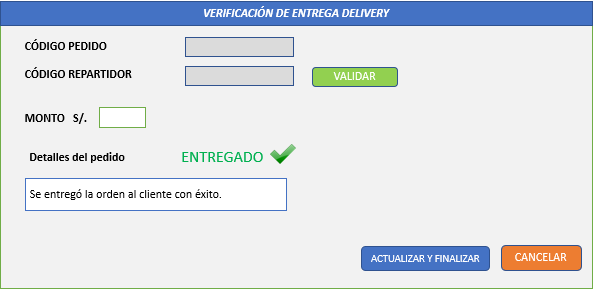 VERIFICACIÓN DE ENTREGA DELIVERY
CÓDIGO PEDIDO
CÓDIGO REPARTIDOR
VALIDAR
MONTO S/.
Detalles del pedido
ENTREGADO
Se entregó la orden al cliente con éxito.
ACTUALIZAR Y FINALIZAR
CANCELAR